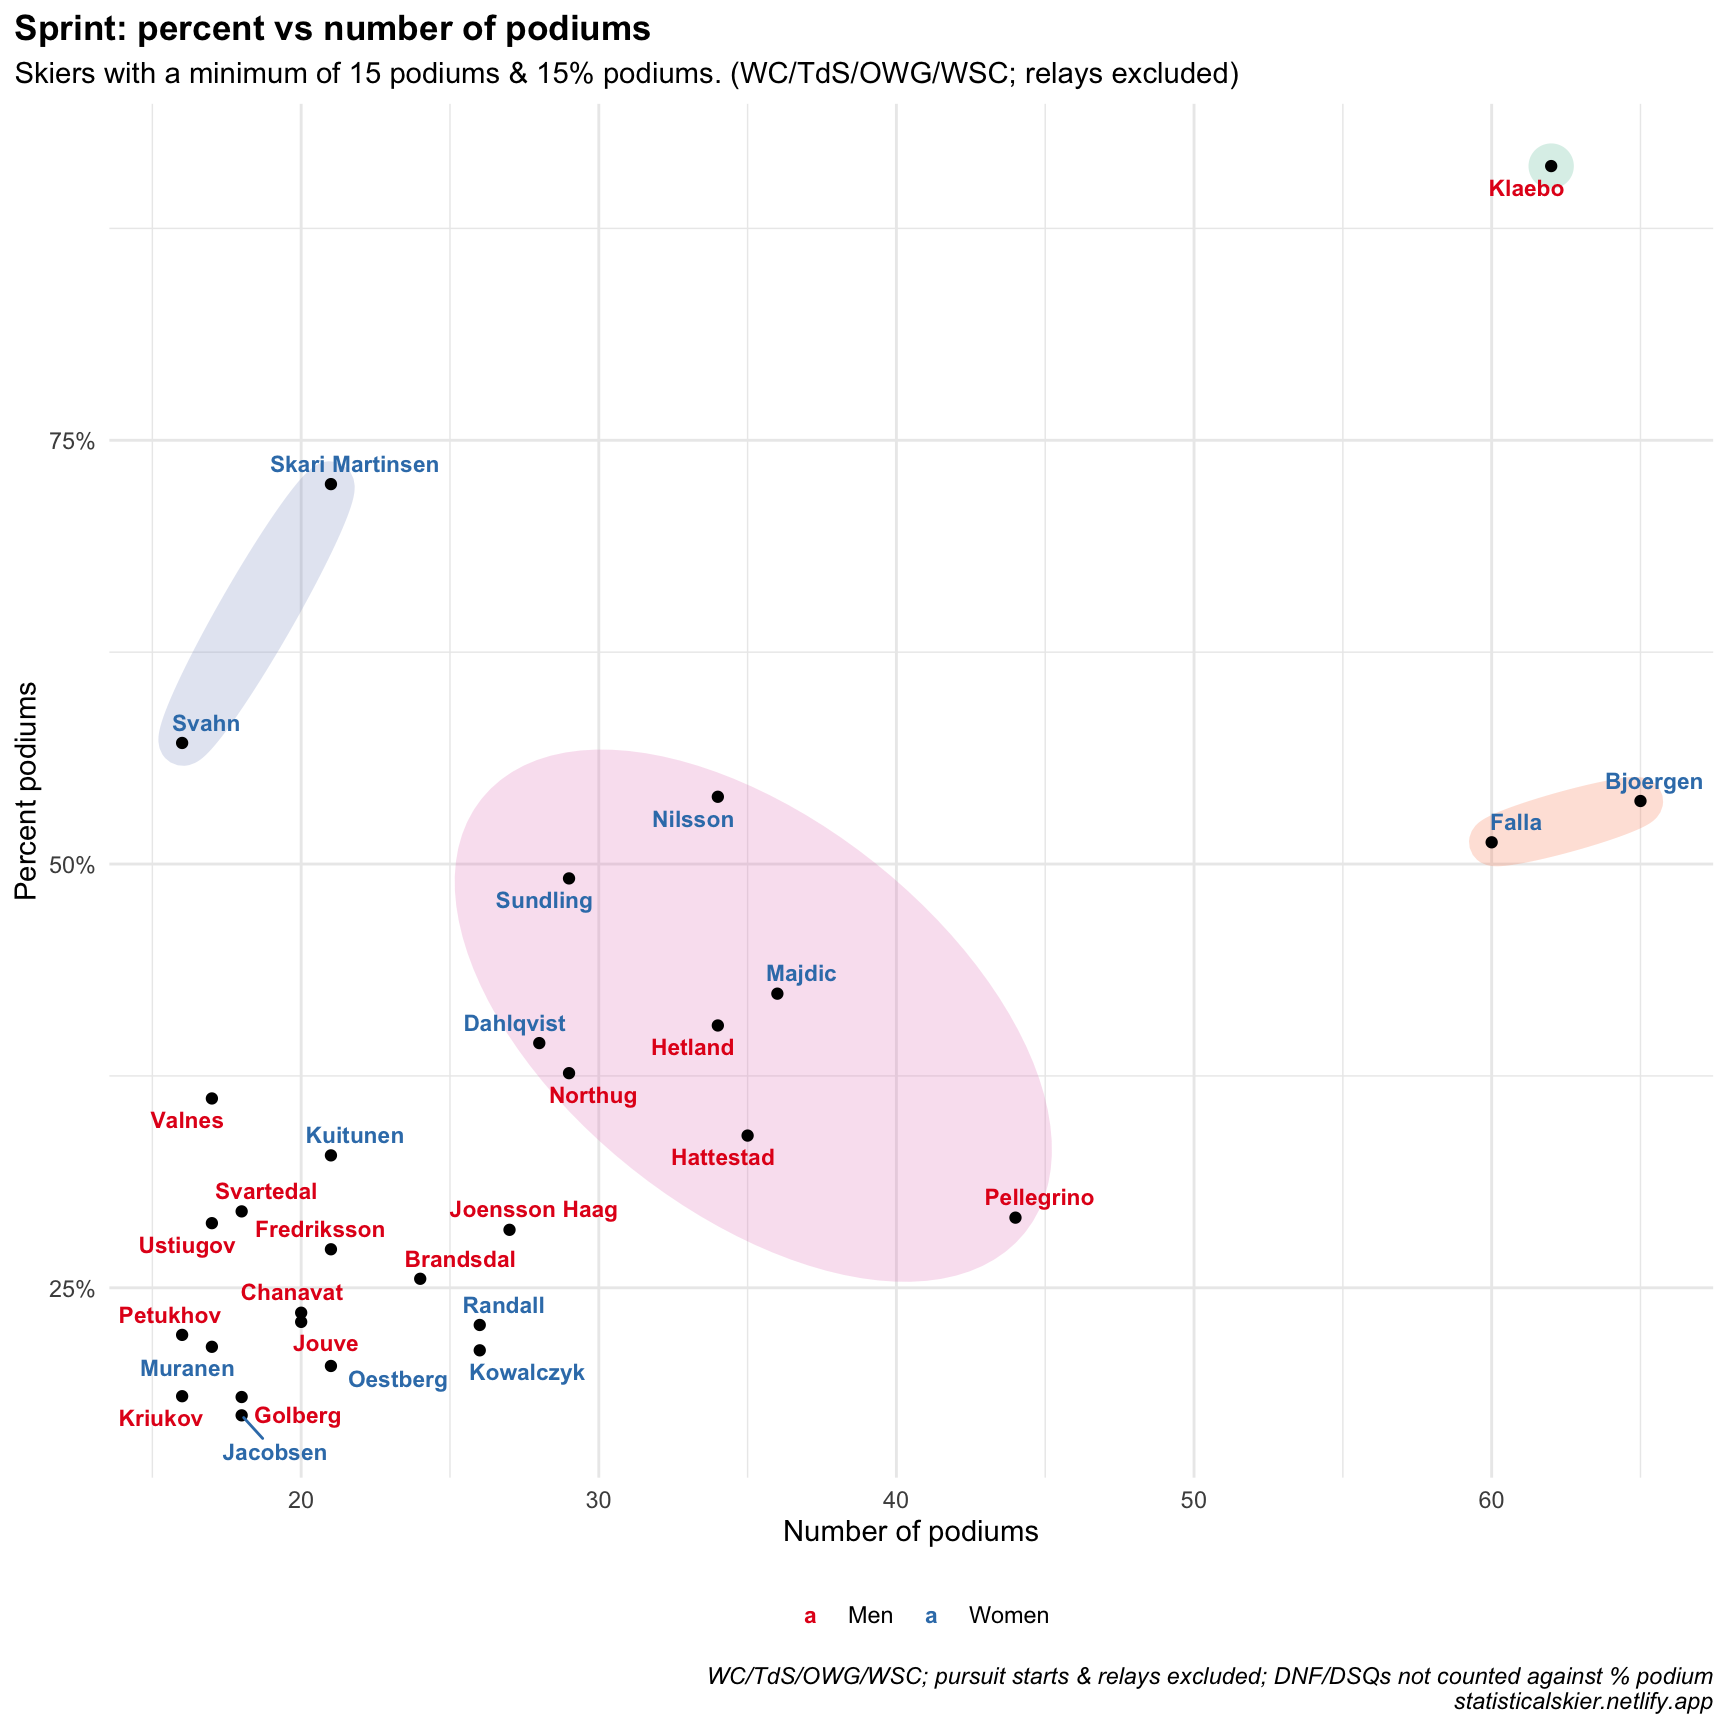 Sprint: percent vs number of podiums
Skiers with a minimum of 15 podiums & 15% podiums. (WC/TdS/OWG/WSC; relays excluded)
Klaebo
75%
Skari Martinsen
Svahn
Bjoergen
Nilsson
Falla
50%
Sundling
Majdic
Dahlqvist
Hetland
Northug
Valnes
Kuitunen
Hattestad
Svartedal
Pellegrino
Joensson Haag
Fredriksson
Ustiugov
Brandsdal
25%
Chanavat
Randall
Petukhov
Jouve
Muranen
Kowalczyk
Oestberg
Golberg
Kriukov
Jacobsen
Percent podiums
20 30 40 50 60
Number of podiums
a Men a Women
WC/TdS/OWG/WSC; pursuit starts & relays excluded; DNF/DSQs not counted against % podium
statisticalskier.netlify.app